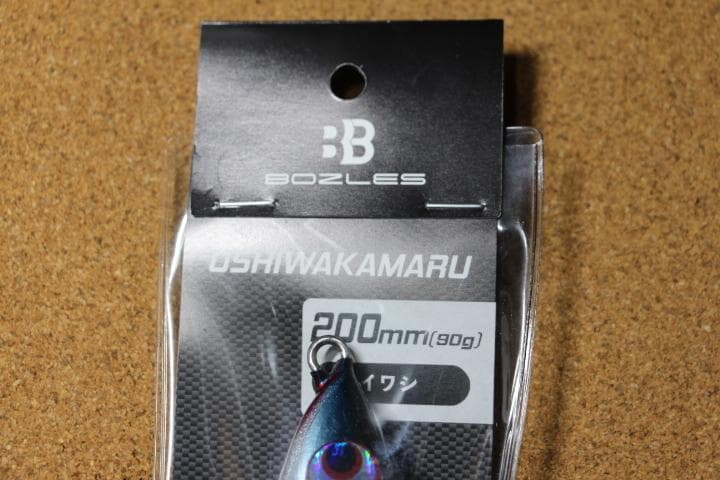 BB
BOZLES
USHIWAKAMARU
200mm(90g)
イワシ